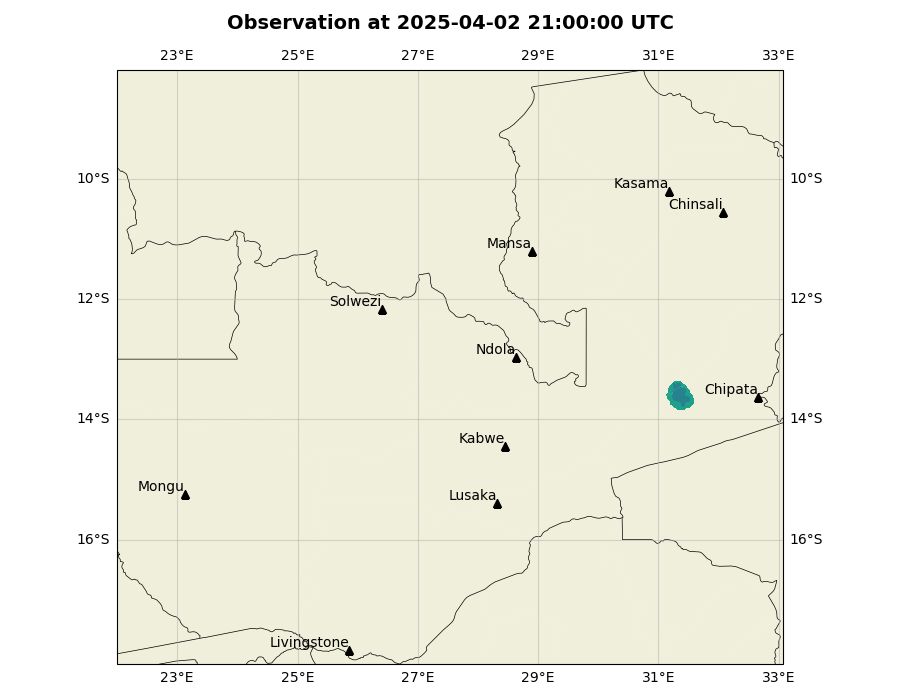 Observation at 2025-04-02 21:00:00 UTC
23°E 25°E 27°E 29°E 31°E 33°E
10°S 10°S
Kasama
Chinsali
Mansa
12°S 12°S
Solwezi
Ndola
Chipata
14°S 14°S
Kabwe
Mongu
Lusaka
16°S 16°S
Livingstone
23°E 25°E 27°E 29°E 31°E 33°E